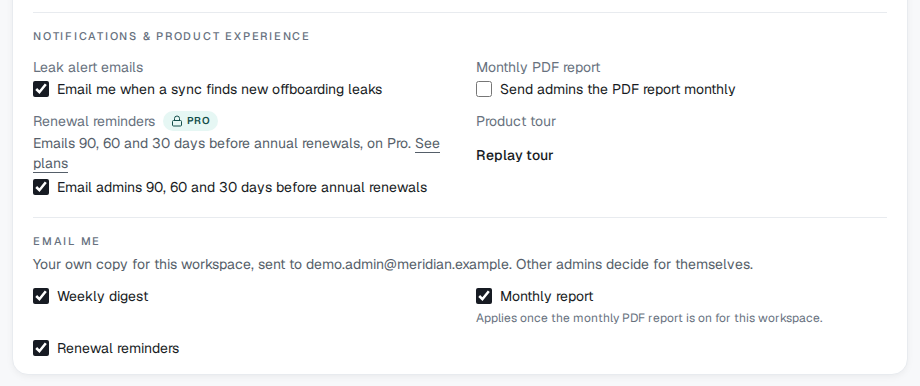 NOTIFICATIONS & PRODUCT EXPERIENCE
Leak alert emails
Email me when a sync finds new offboarding leaks
Monthly PDF report
Send admins the PDF report monthly
Renewal reminders PRO
Emails 90, 60 and 30 days before annual renewals, on Pro. See
plans
Email admins 90, 60 and 30 days before annual renewals
Product tour
Replay tour
EMAIL ME
Your own copy for this workspace, sent to demo.admin@meridian.example. Other admins decide for themselves.
Weekly digest
Monthly report
Applies once the monthly PDF report is on for this workspace.
Renewal reminders